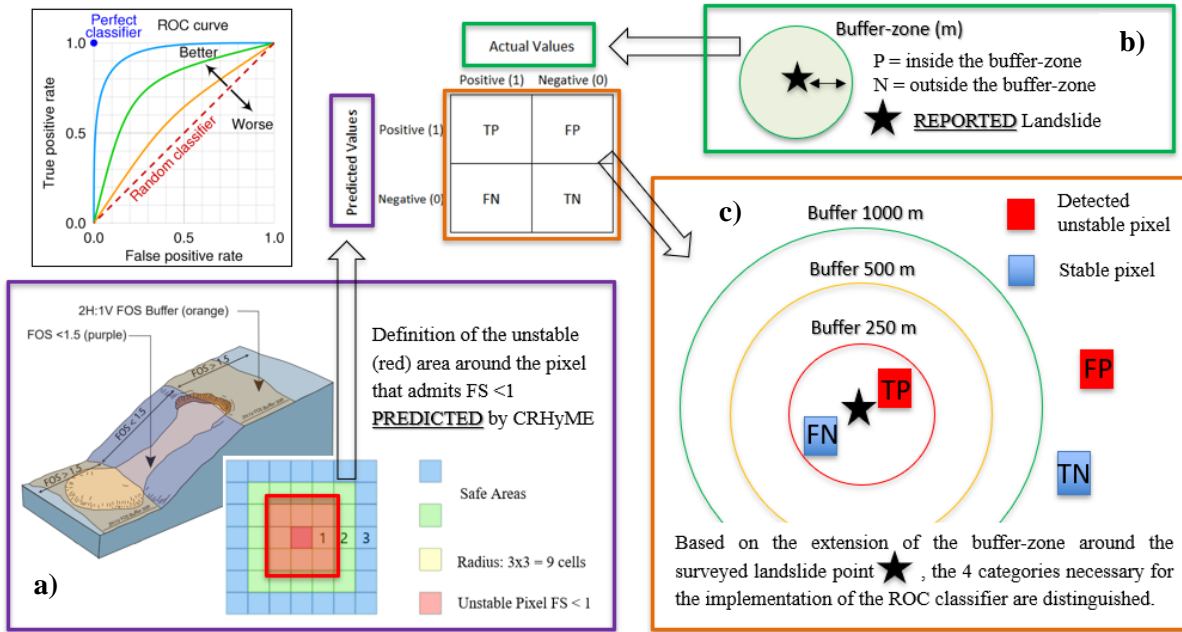 Perfect classifier
ROC curve
1.0
Better
0.5
Worse
Random classifier
True positive rate
0.0
0.0 0.5 1.0
False positive rate
Actual Values
Positive (1) Negative (0)
Predicted Values
Positive (1) TP FP
Negative (0) FN TN
b)
Buffer-zone (m)
P = inside the buffer-zone
N = outside the buffer-zone
REPORTED Landslide
a)
2H:1V FOS Buffer (orange)
FOS <1.5 (purple)
FOS > 1.5
FOS < 1.5
FOS > 1.5
2H:1V FOS Buffer
Definition of the unstable
(red) area around the pixel
that admits FS <1
PREDICTED by CRHyME
1 2 3
Safe Areas
Radius: 3x3 = 9 cells
Unstable Pixel FS < 1
c)
Buffer 1000 m
Buffer 500 m
Buffer 250 m
TP
FN
FP
TN
Detected
unstable pixel
Stable pixel
Based on the extension of the buffer-zone around the
surveyed landslide point , the 4 categories necessary for
the implementation of the ROC classifier are distinguished.